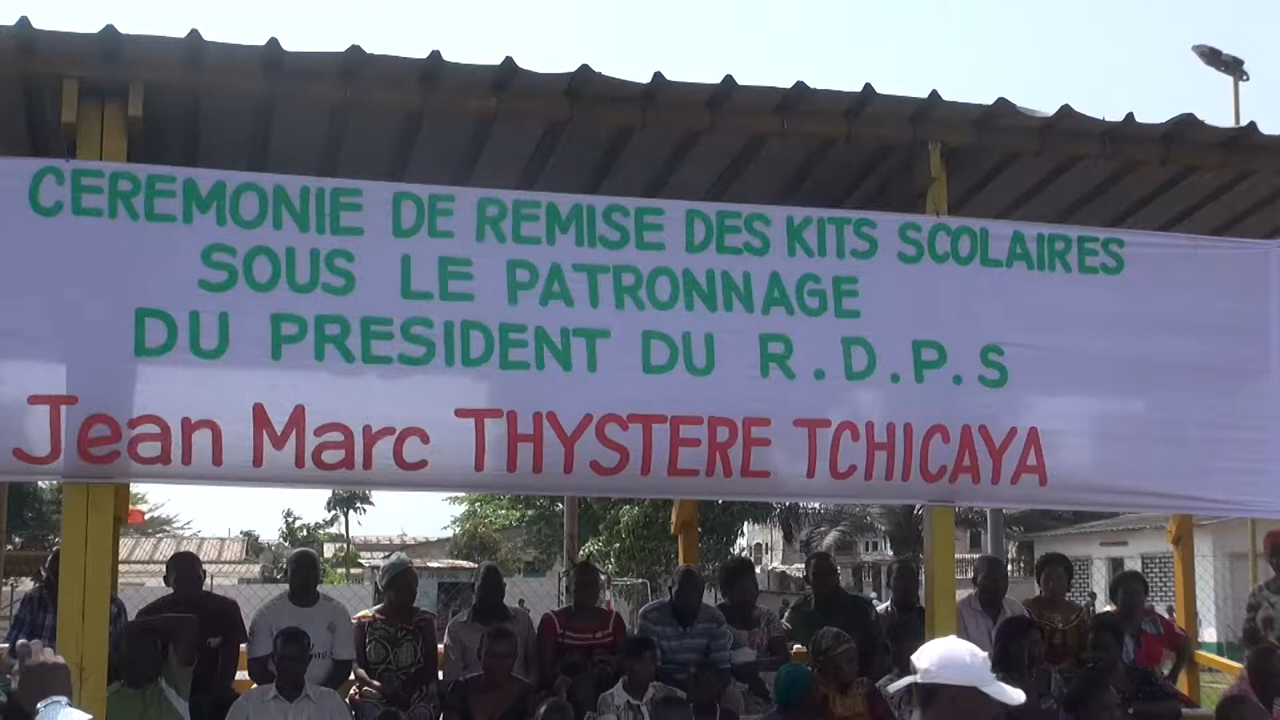 CEREMONIE DE REMISE DES KITS SCOLAIRES
SOUS LE PATRONNAGE
DU PRESIDENT DU R.D.P.S
Jean Marc THYSTERE TCHICAYA